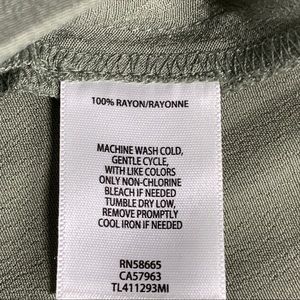 100% RAYON/RAYONNE
MACHINE WASH COLD,
GENTLE CYCLE,
WITH LIKE COLORS
ONLY NON-CHLORINE
BLEACH IF NEEDED
TUMBLE DRY LOW,
REMOVE PROMPTLY
COOL IRON IF NEEDED
RN58665
CA57963
TL411293MI